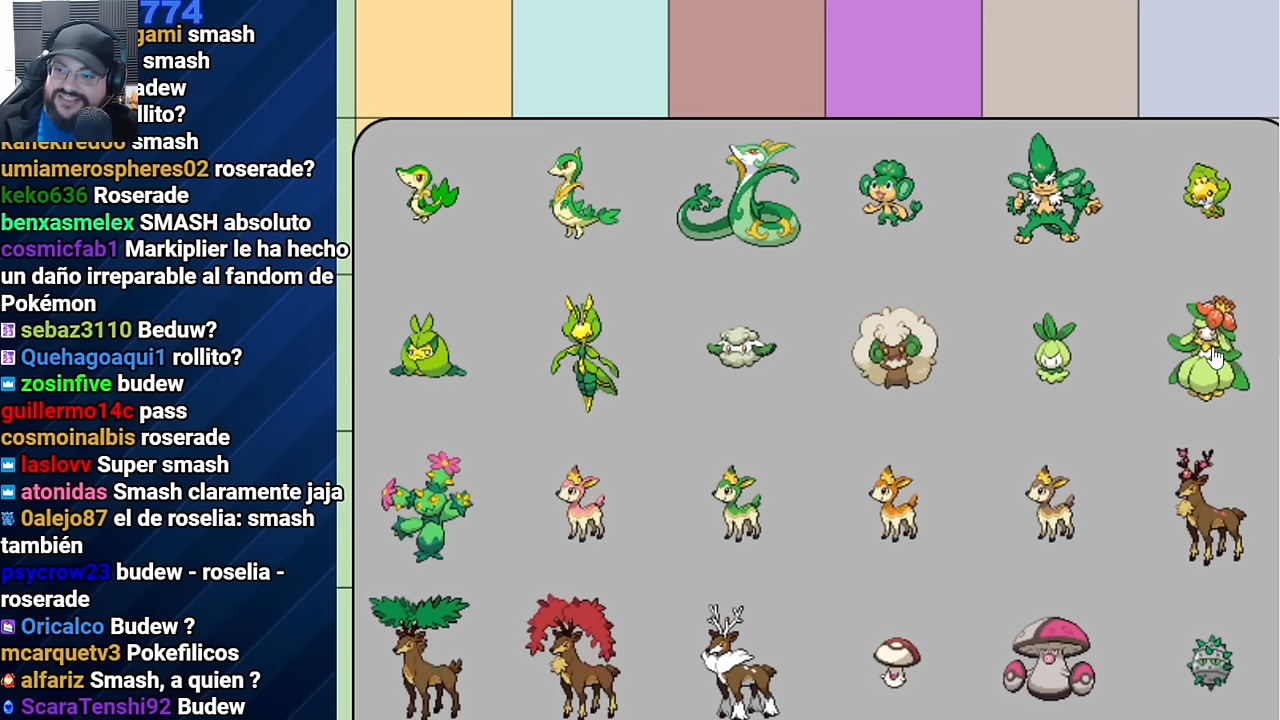 774
gami smash
smash
adew
llito?
smash
umiamerospheres02 roserade?
keko636 Roserade
benxasmelex SMASH absoluto
cosmicfab1 Markiplier le ha hecho
un daño irreparable al fandom de
Pokémon
sebaz3110 Beduw?
Quehagoaqui1 rollito?
zosinfive budew
guillermo14c pass
cosmoinalbis roserade
laslovv Super smash
atonidas Smash claramente jaja
0alejo87 el de roselia: smash
también
psycrow23 budew - roselia -
roserade
Oricalco Budew ?
mcarquetv3 Pokefilicos
alfariz Smash, a quien ?
ScaraTenshi92 Budew